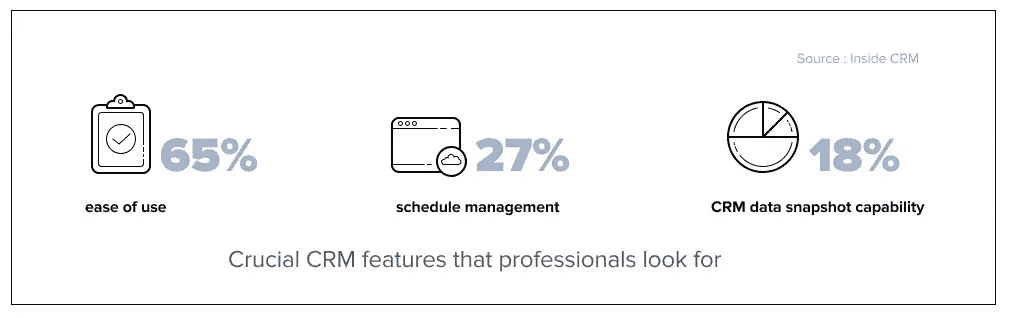 Source : Inside CRM
65%
27%
18%
ease of use
schedule management
CRM data snapshot capability
Crucial CRM features that professionals look for